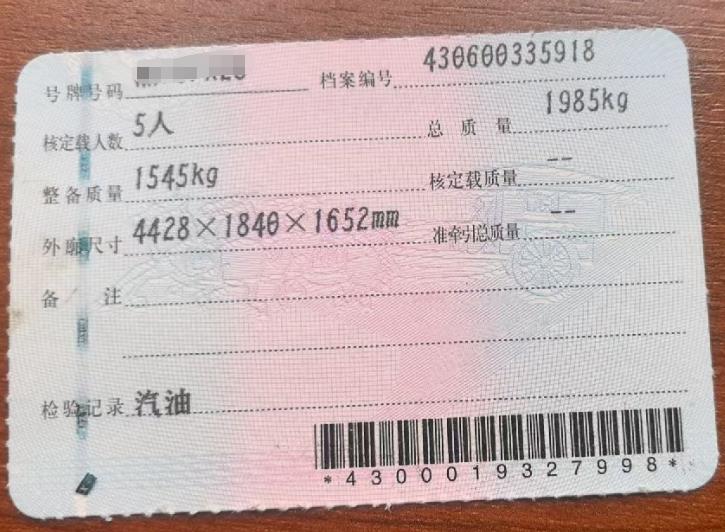 号牌号码 档案编号 430600335918
核定载人数 5人 总质量 1985kg
整备质量 1545kg 核定载质量 --
外廓尺寸 4428×1840×1652mm 准牵引总质量 --
备注
检验记录 汽油
*4300019327998*